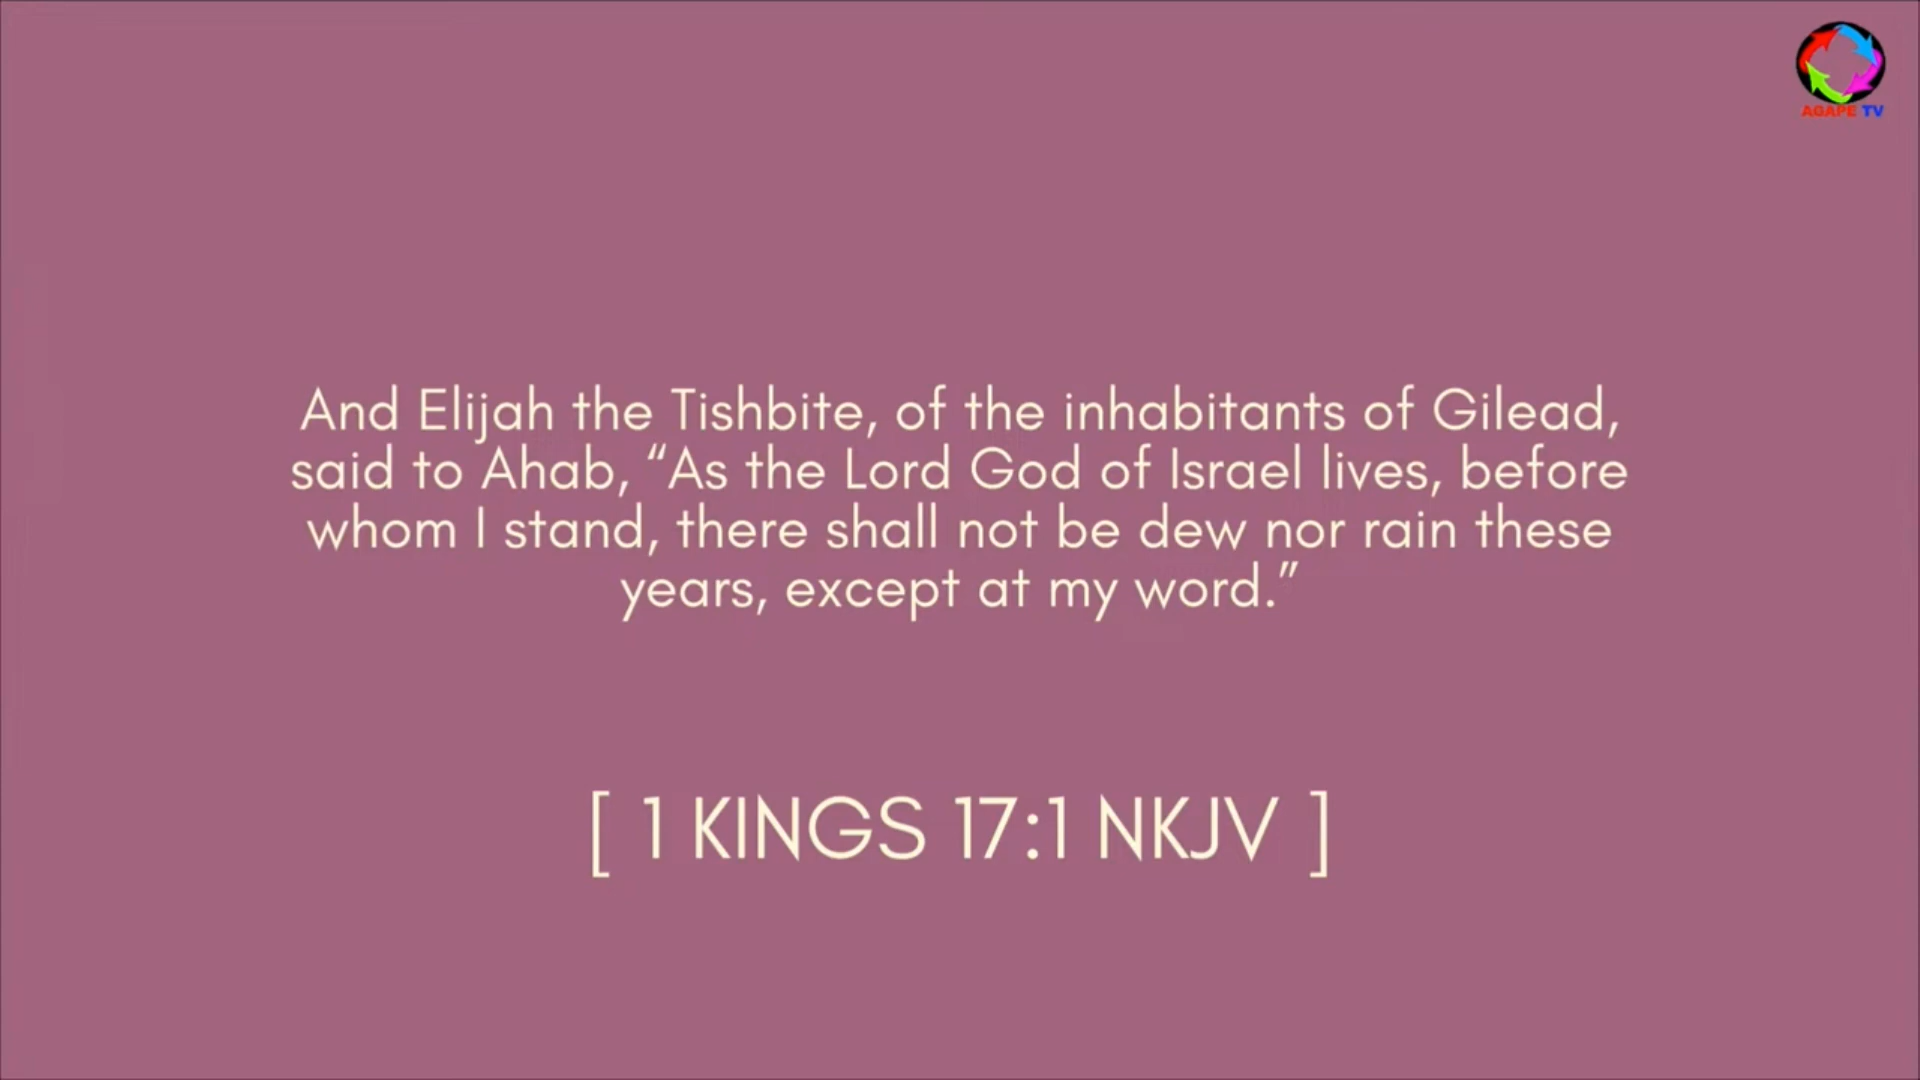 AGAPE TV
And Elijah the Tishbite, of the inhabitants of Gilead,
said to Ahab, “As the Lord God of Israel lives, before
whom I stand, there shall not be dew nor rain these
years, except at my word.”
[ 1 KINGS 17:1 NKJV ]